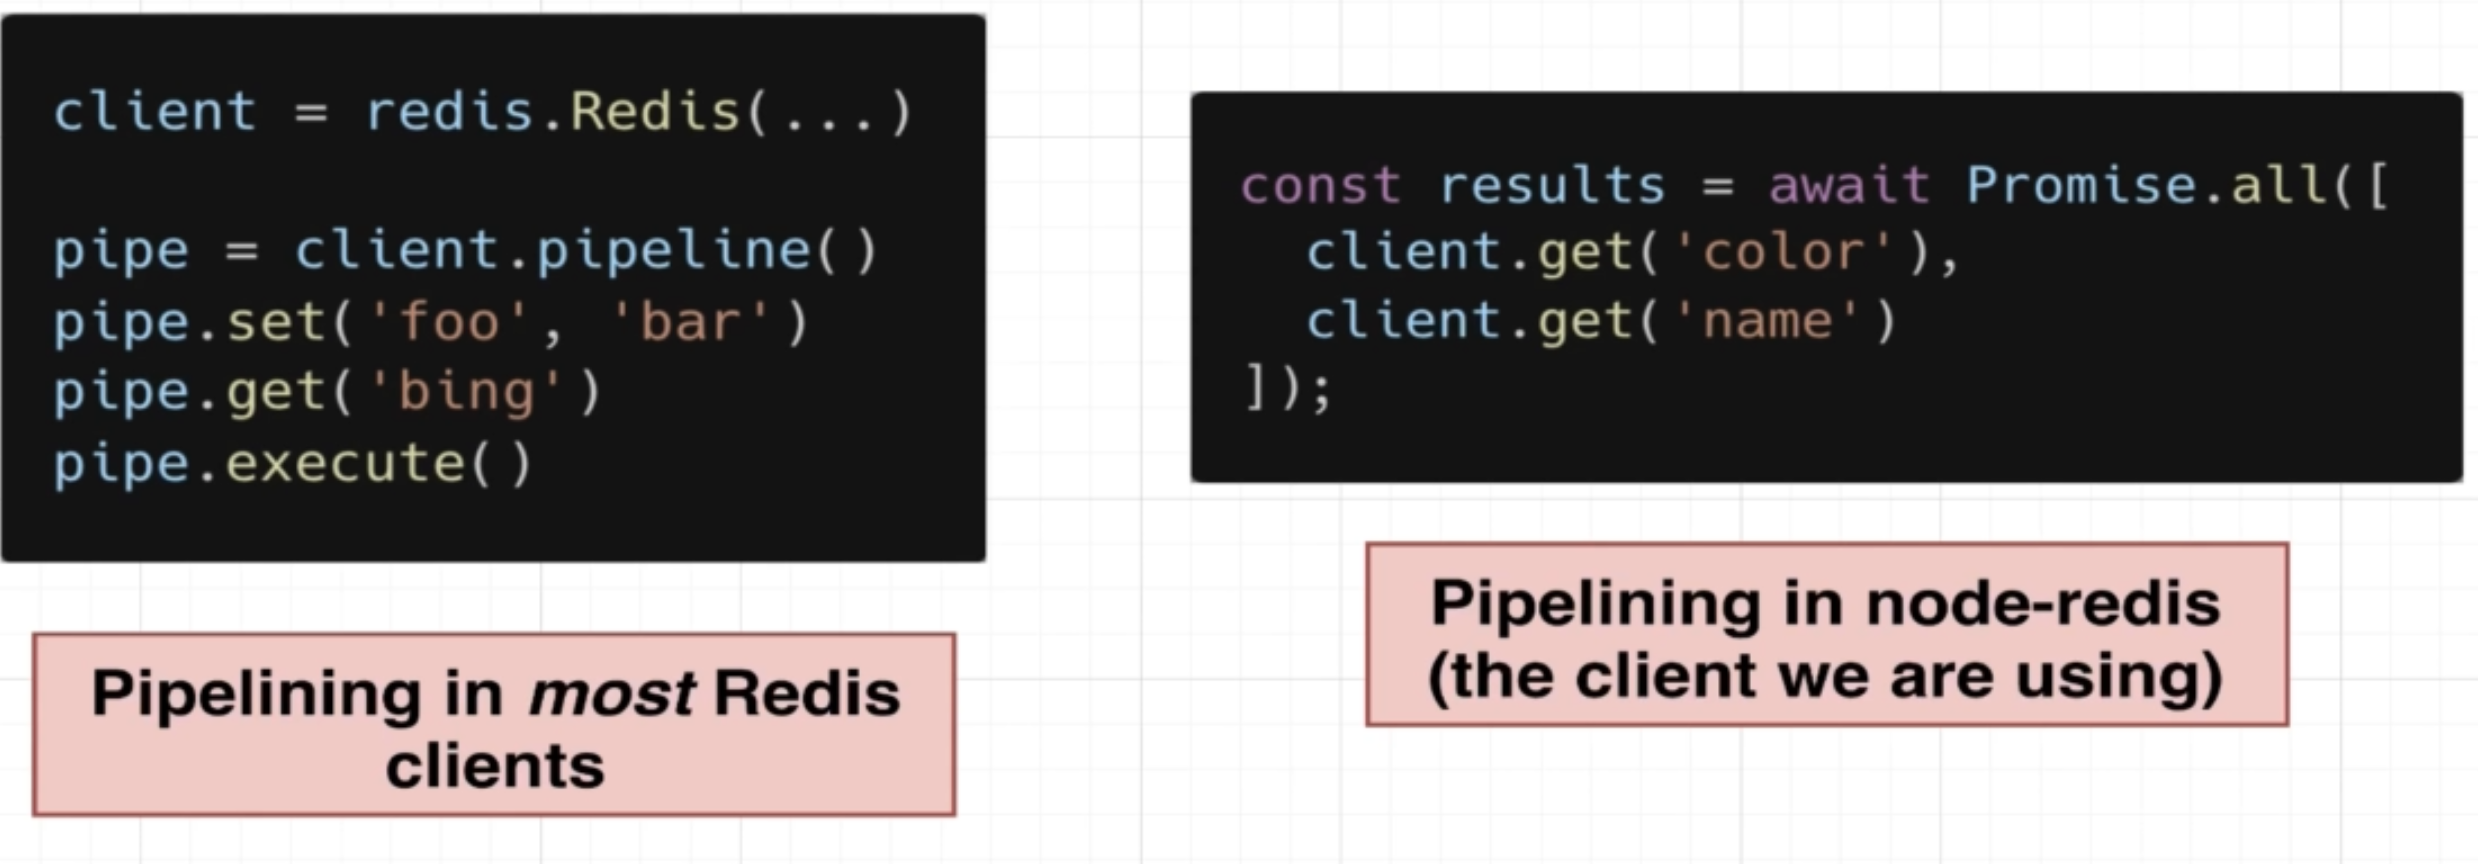 client = redis.Redis(...)
pipe = client.pipeline()
pipe.set('foo', 'bar')
pipe.get('bing')
pipe.execute()
Pipelining in most Redis
clients
const results = await Promise.all([
  client.get('color'),
  client.get('name')
]);
Pipelining in node-redis
(the client we are using)